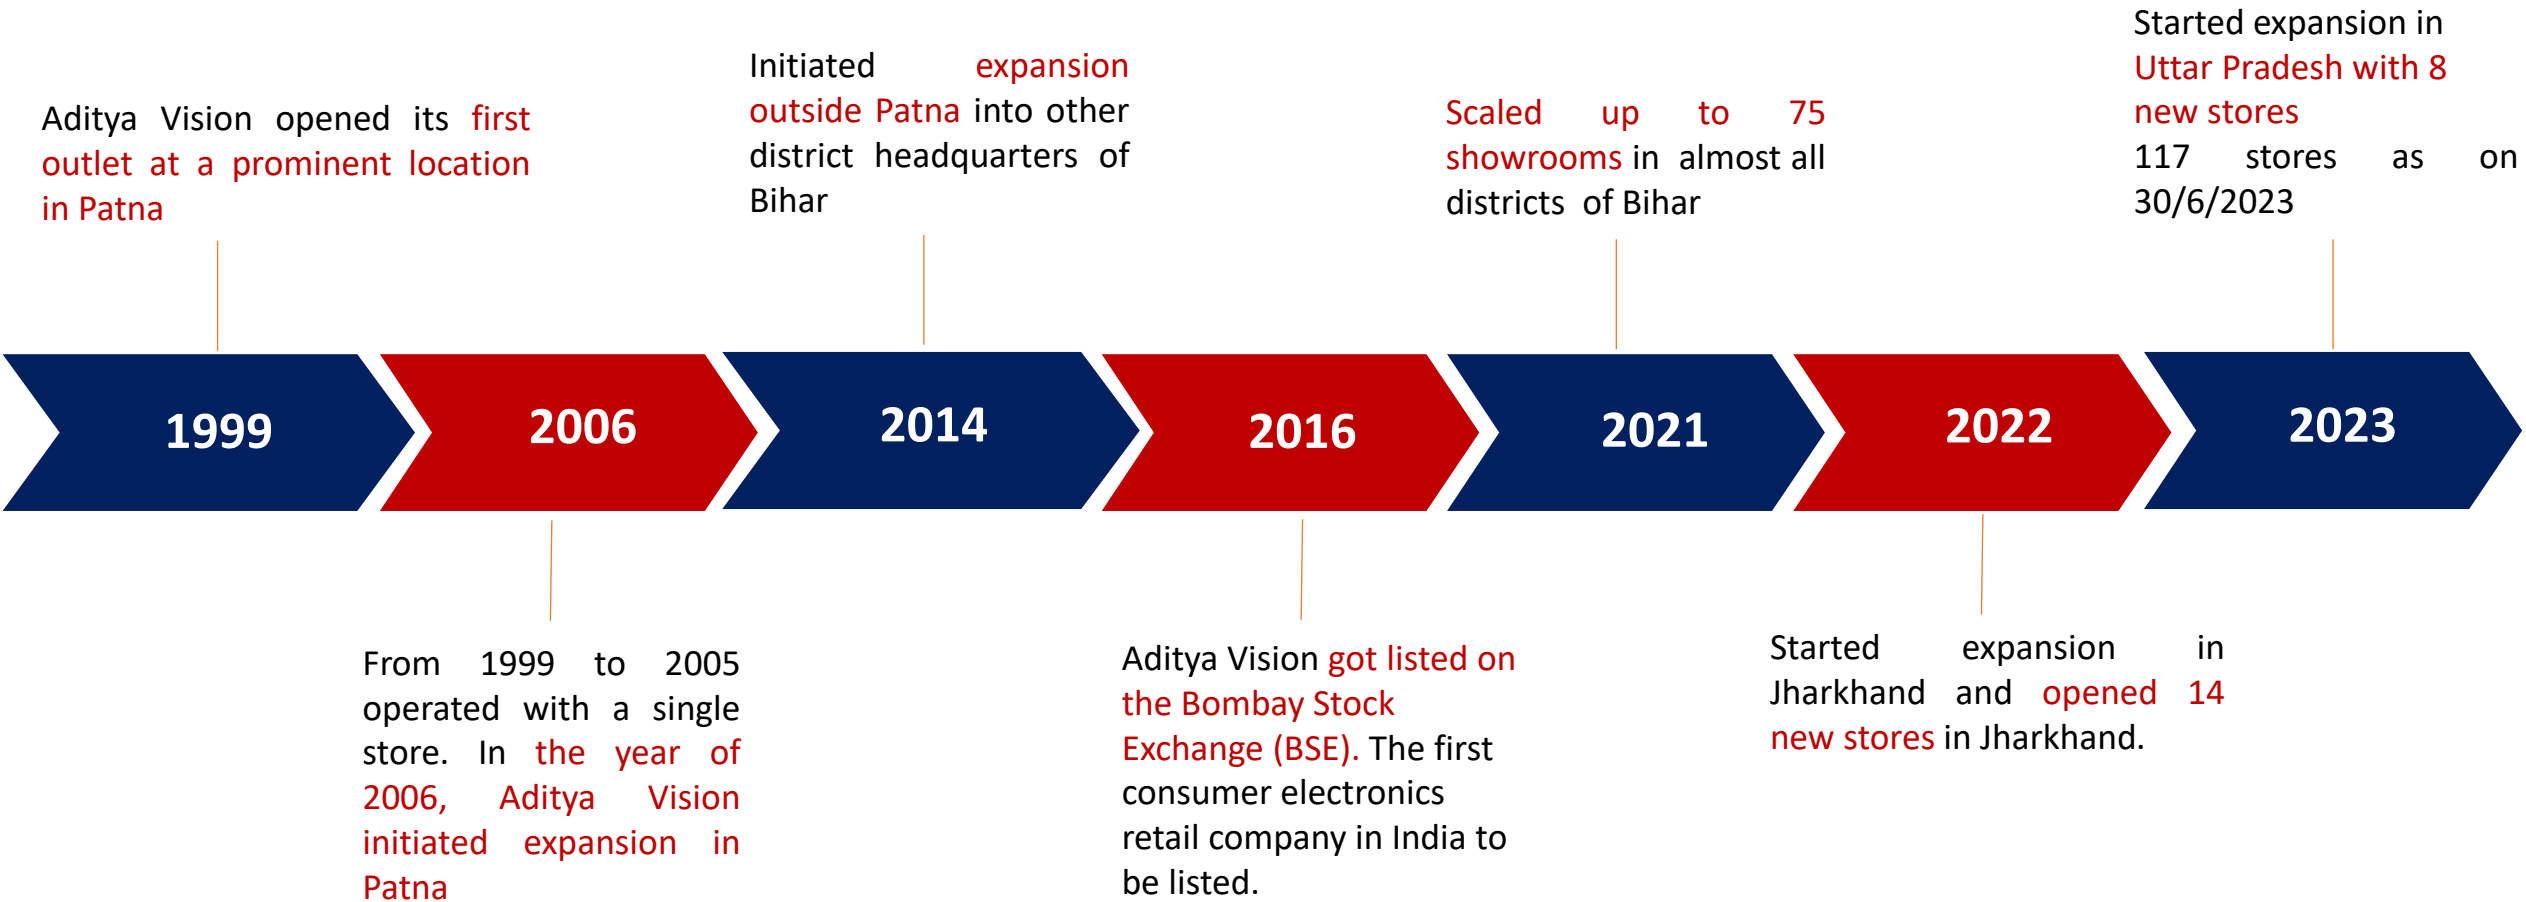 Aditya Vision opened its first
outlet at a prominent location
in Patna
Initiated expansion
outside Patna into other
district headquarters of
Bihar
Scaled up to 75
showrooms in almost all
districts of Bihar
Started expansion in
Uttar Pradesh with 8
new stores
117 stores as on
30/6/2023
1999
2006
2014
2016
2021
2022
2023
From 1999 to 2005
operated with a single
store. In the year of
2006, Aditya Vision
initiated expansion in
Patna
Aditya Vision got listed on
the Bombay Stock
Exchange (BSE). The first
consumer electronics
retail company in India to
be listed.
Started expansion in
Jharkhand and opened 14
new stores in Jharkhand.